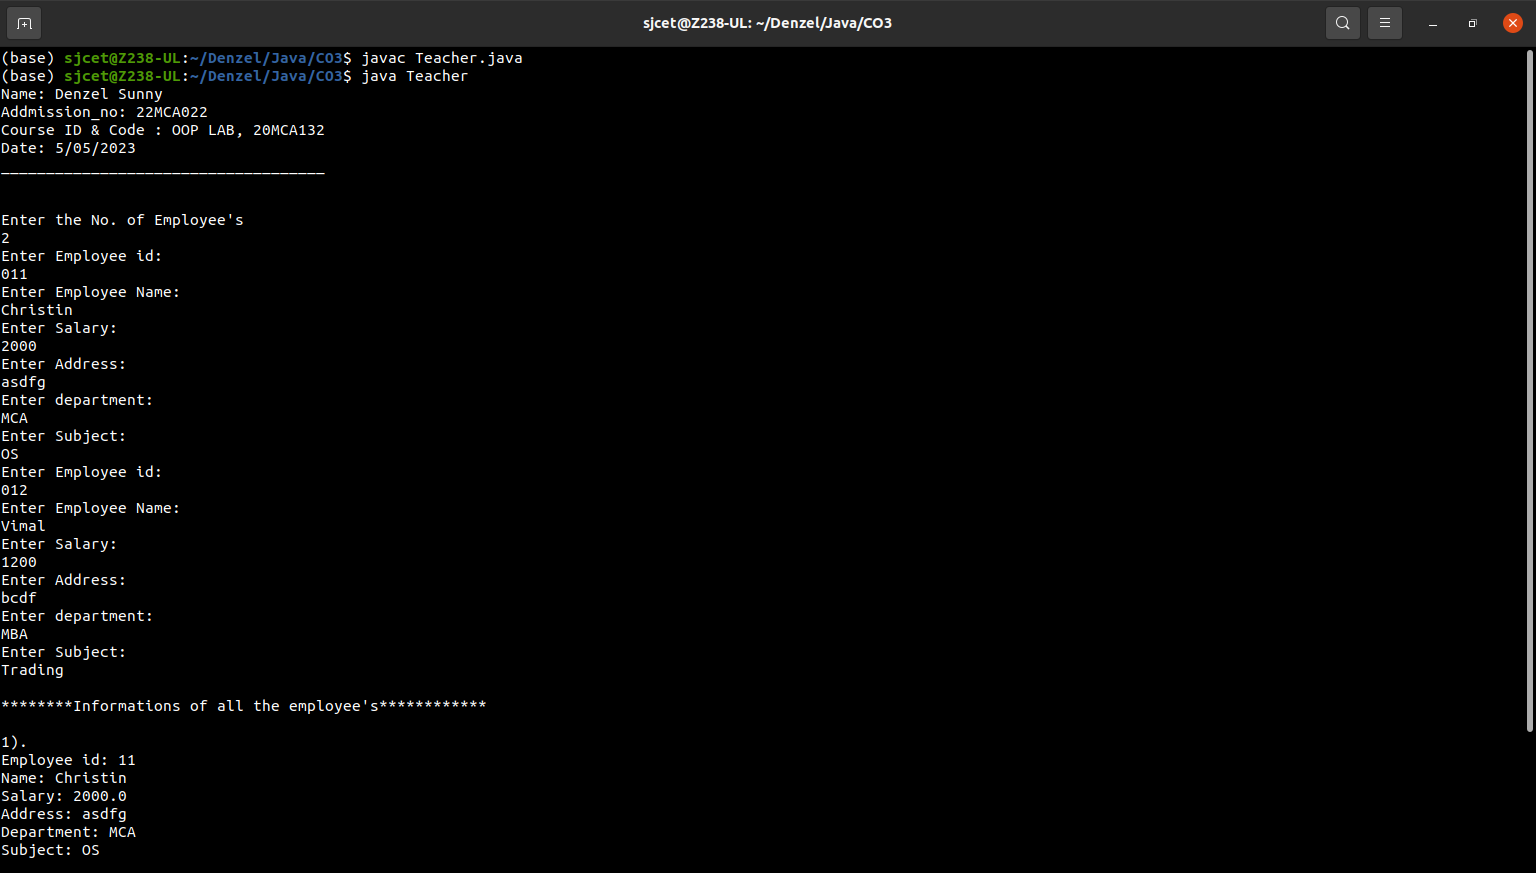 sjcet@Z238-UL: ~/Denzel/Java/CO3
(base) sjcet@Z238-UL:~/Denzel/Java/CO3$ javac Teacher.java
(base) sjcet@Z238-UL:~/Denzel/Java/CO3$ java Teacher
Name: Denzel Sunny
Addmission_no: 22MCA022
Course ID & Code : OOP LAB, 20MCA132
Date: 5/05/2023
____________________________________
Enter the No. of Employee's
2
Enter Employee id:
011
Enter Employee Name:
Christin
Enter Salary:
2000
Enter Address:
asdfg
Enter department:
MCA
Enter Subject:
OS
Enter Employee id:
012
Enter Employee Name:
Vimal
Enter Salary:
1200
Enter Address:
bcdf
Enter department:
MBA
Enter Subject:
Trading
********Informations of all the employee's************
1).
Employee id: 11
Name: Christin
Salary: 2000.0
Address: asdfg
Department: MCA
Subject: OS